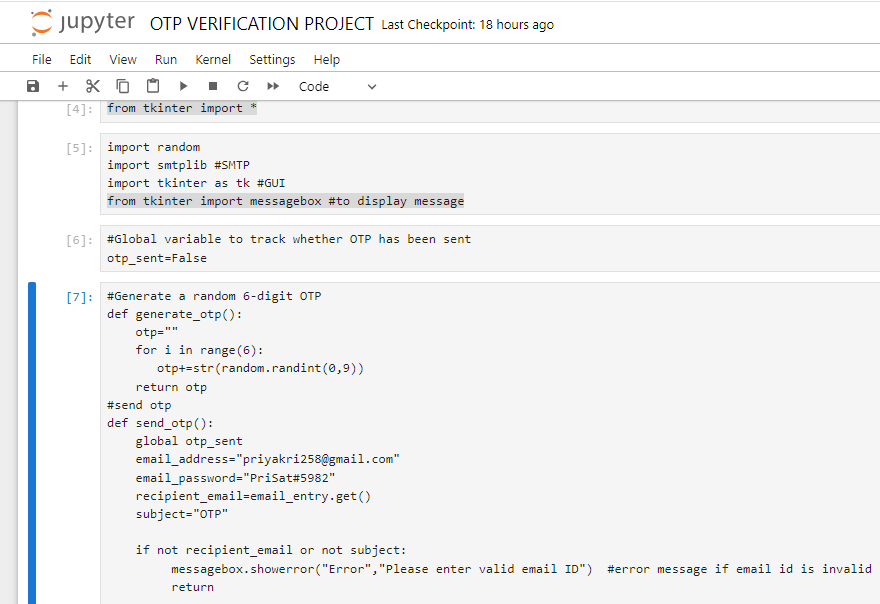 jupyter OTP VERIFICATION PROJECT Last Checkpoint: 18 hours ago
File Edit View Run Kernel Settings Help
Code
[4]: from tkinter import *
[5]: import random
import smtplib #SMTP
import tkinter as tk #GUI
from tkinter import messagebox #to display message
[6]: #Global variable to track whether OTP has been sent
otp_sent=False
[7]: #Generate a random 6-digit OTP
def generate_otp():
    otp=""
    for i in range(6):
       otp+=str(random.randint(0,9))
    return otp
#send otp
def send_otp():
    global otp_sent
    email_address="priyakri258@gmail.com"
    email_password="PriSat#5982"
    recipient_email=email_entry.get()
    subject="OTP"
    if not recipient_email or not subject:
         messagebox.showerror("Error","Please enter valid email ID")  #error message if email id is invalid
         return